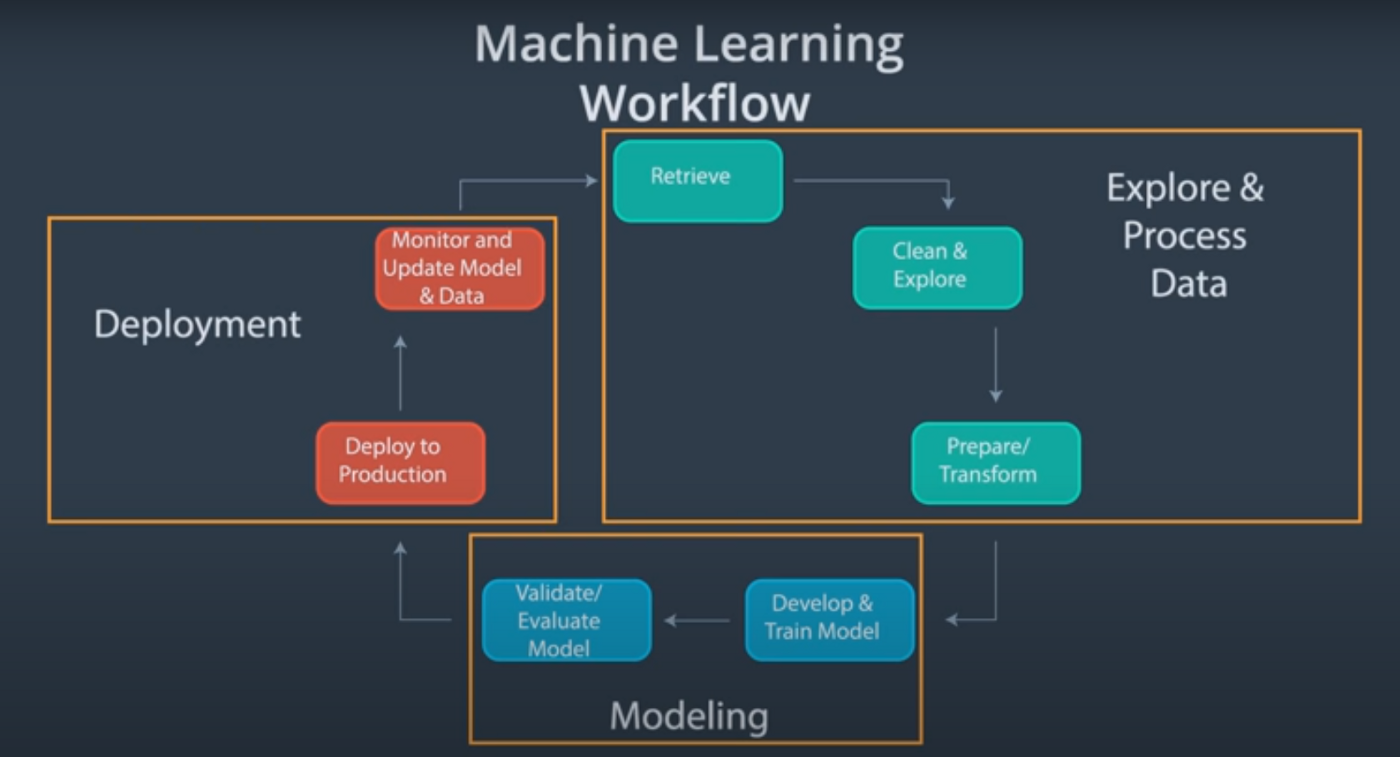 Machine Learning
Workflow
Retrieve
Explore &
Process
Data
Clean &
Explore
Prepare/
Transform
Develop &
Train Model
Validate/
Evaluate
Model
Modeling
Deploy to
Production
Monitor and
Update Model
& Data
Deployment